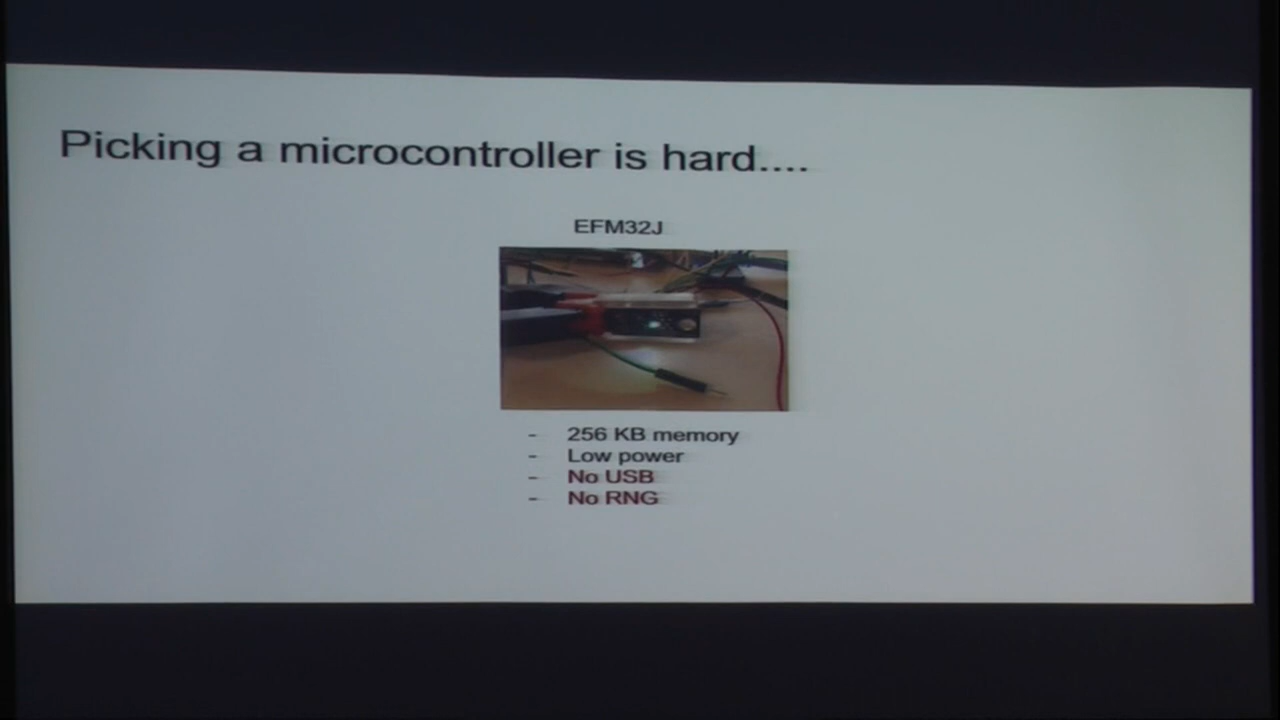 Picking a microcontroller is hard....
EFM32J
- 256 KB memory
- Low power
- No USB
- No RNG